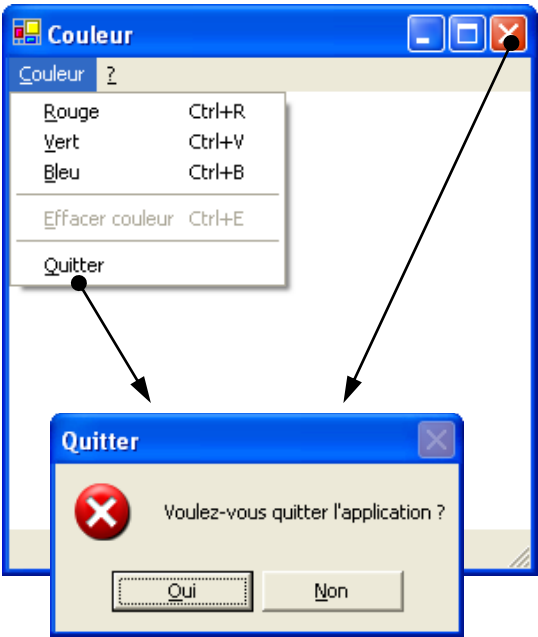 Couleur
Couleur ?
Rouge Ctrl+R
Vert Ctrl+V
Bleu Ctrl+B
Effacer couleur Ctrl+E
Quitter
Quitter
Voulez-vous quitter l'application ?
Oui Non